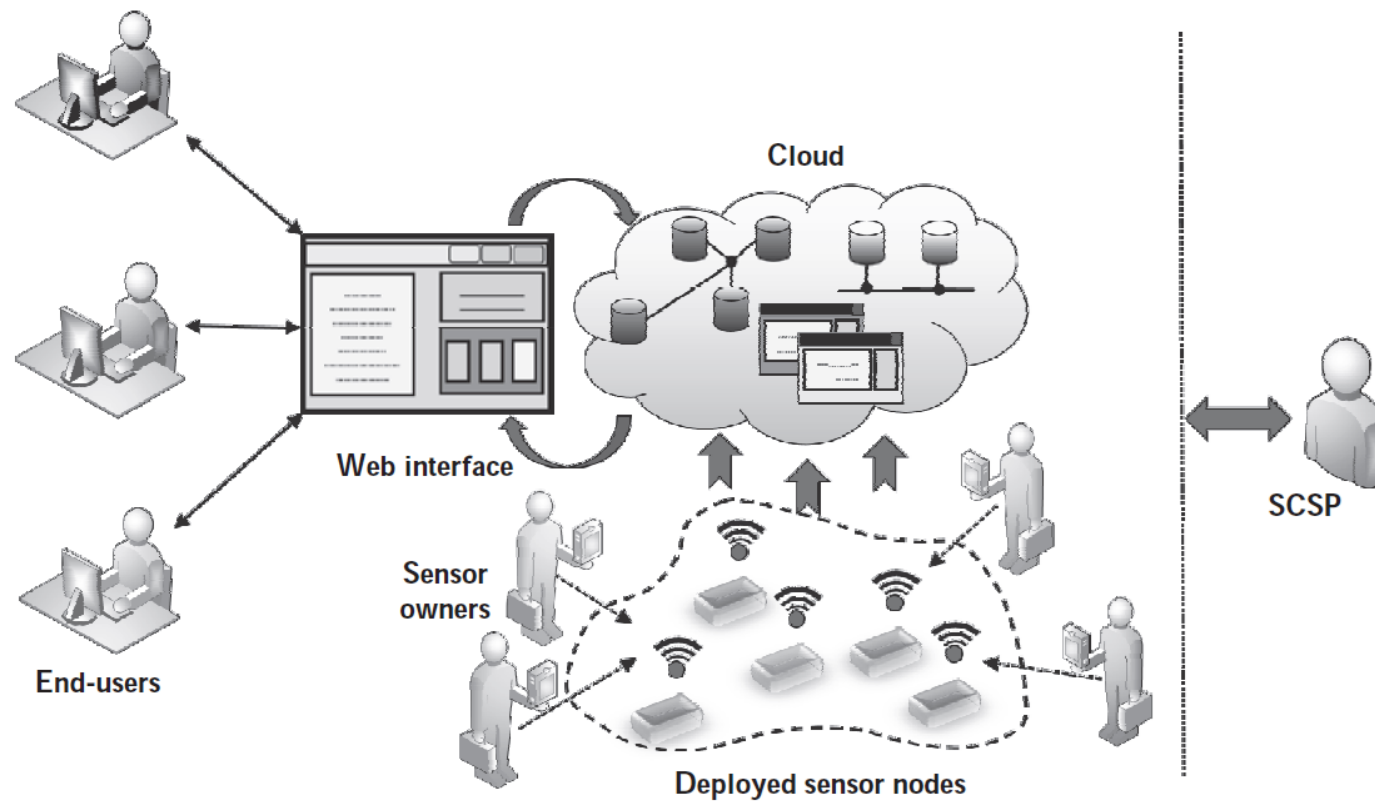 Cloud
Web interface
SCSP
Sensor
owners
End-users
Deployed sensor nodes